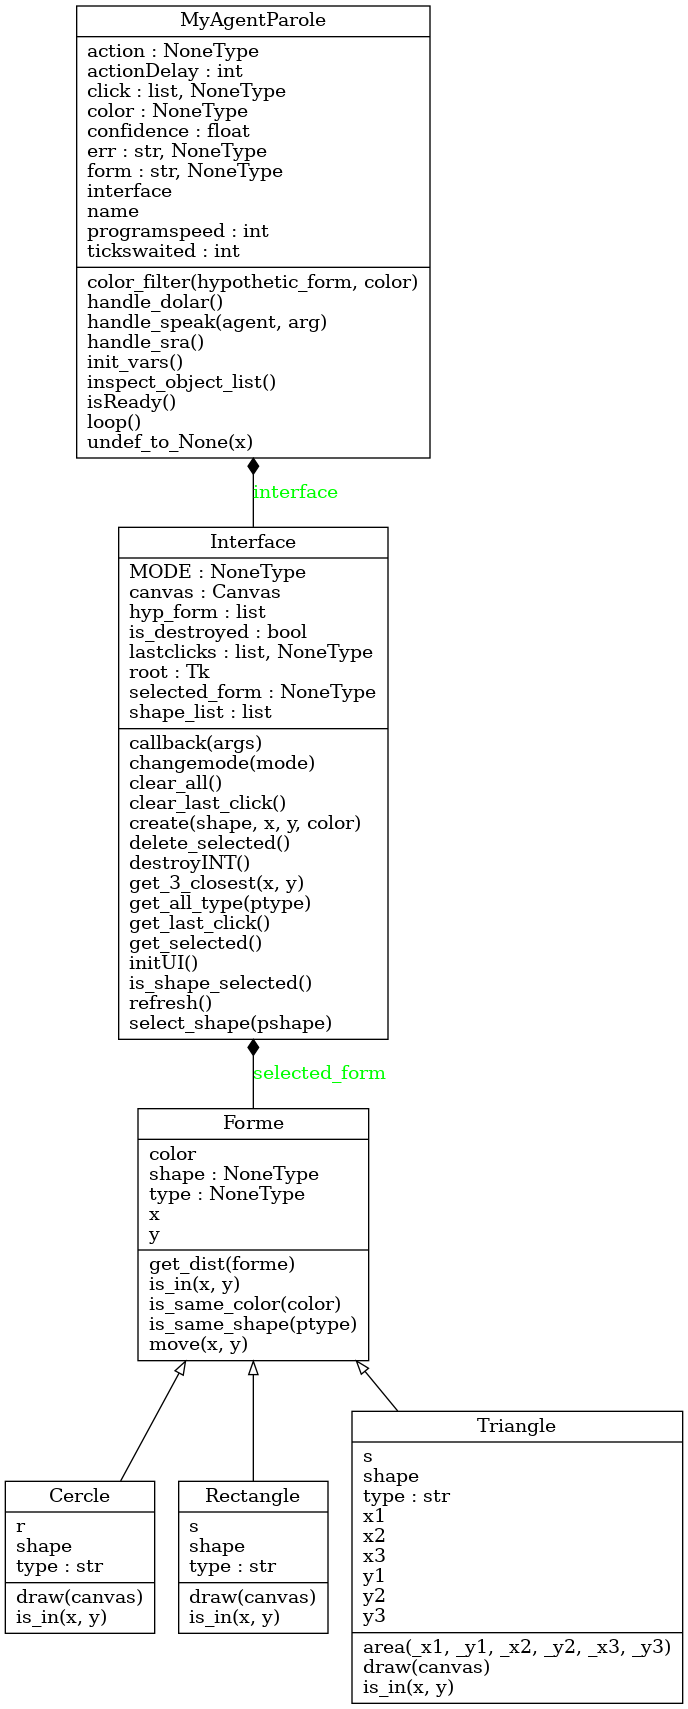 MyAgentParole
action : NoneType
actionDelay : int
click : list, NoneType
color : NoneType
confidence : float
err : str, NoneType
form : str, NoneType
interface
name
programspeed : int
tickswaited : int
color_filter(hypothetic_form, color)
handle_dolar()
handle_speak(agent, arg)
handle_sra()
init_vars()
inspect_object_list()
isReady()
loop()
undef_to_None(x)
interface
Interface
MODE : NoneType
canvas : Canvas
hyp_form : list
is_destroyed : bool
lastclicks : list, NoneType
root : Tk
selected_form : NoneType
shape_list : list
callback(args)
changemode(mode)
clear_all()
clear_last_click()
create(shape, x, y, color)
delete_selected()
destroyINT()
get_3_closest(x, y)
get_all_type(ptype)
get_last_click()
get_selected()
initUI()
is_shape_selected()
refresh()
select_shape(pshape)
selected_form
Forme
color
shape : NoneType
type : NoneType
x
y
get_dist(forme)
is_in(x, y)
is_same_color(color)
is_same_shape(ptype)
move(x, y)
Cercle
r
shape
type : str
draw(canvas)
is_in(x, y)
Rectangle
s
shape
type : str
draw(canvas)
is_in(x, y)
Triangle
s
shape
type : str
x1
x2
x3
y1
y2
y3
area(_x1, _y1, _x2, _y2, _x3, _y3)
draw(canvas)
is_in(x, y)